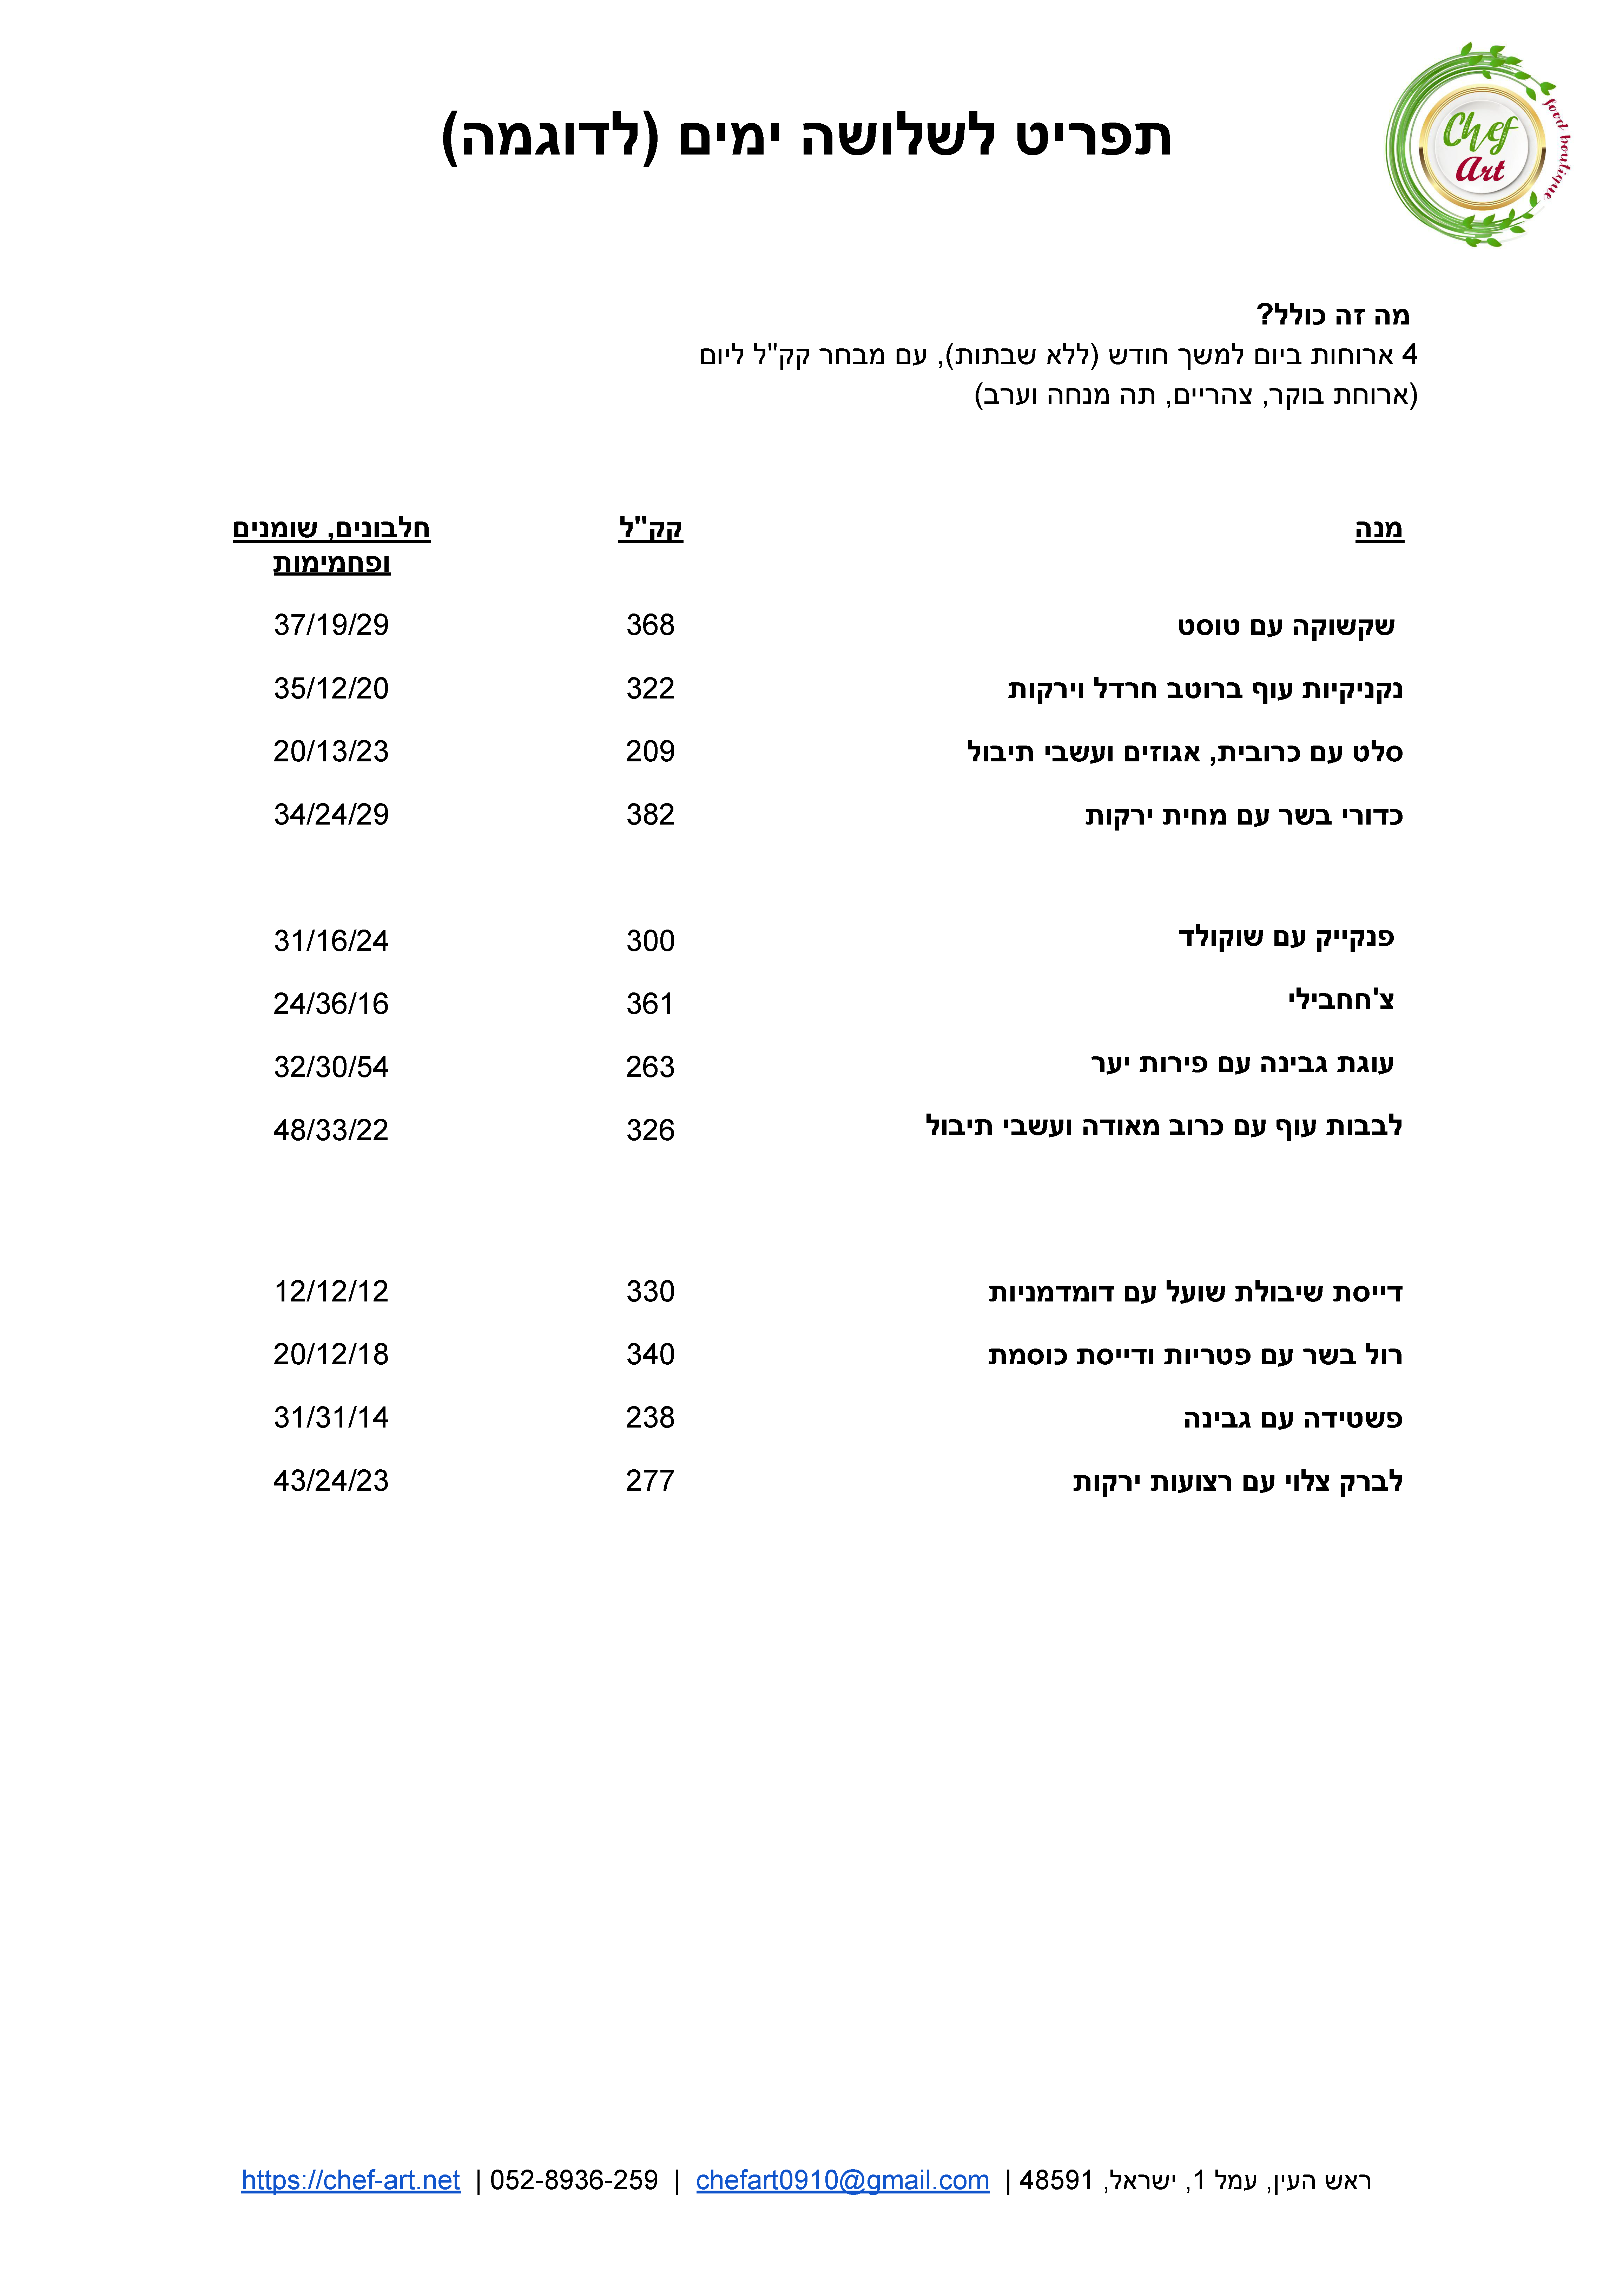 Chef
Art
food boutique
תפריט לשלושה ימים (לדוגמה)
מה זה כולל?
4 ארוחות ביום למשך חודש (ללא שבתות), עם מבחר קק"ל ליום
(ארוחת בוקר, צהריים, תה מנחה וערב)
מנה קק"ל חלבונים, שומנים
ופחמימות
שקשוקה עם טוסט 368 37/19/29
נקניקיות עוף ברוטב חרדל וירקות 322 35/12/20
סלט עם כרובית, אגוזים ועשבי תיבול 209 20/13/23
כדורי בשר עם מחית ירקות 382 34/24/29
פנקייק עם שוקולד 300 31/16/24
צ'חחבילי 361 24/36/16
עוגת גבינה עם פירות יער 263 32/30/54
לבבות עוף עם כרוב מאודה ועשבי תיבול 326 48/33/22
דייסת שיבולת שועל עם דומדמניות 330 12/12/12
רול בשר עם פטריות ודייסת כוסמת 340 20/12/18
פשטידה עם גבינה 238 31/31/14
לברק צלוי עם רצועות ירקות 277 43/24/23
ראש העין, עמל 1, ישראל, 48591 | chefart0910@gmail.com | 052-8936-259 | https://chef-art.net